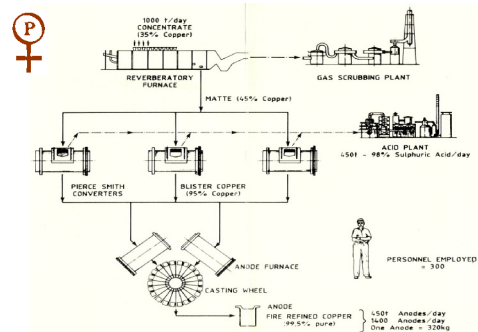 P
1000 t/day
CONCENTRATE
(35% Copper)
REVERBERATORY
FURNACE
GAS SCRUBBING PLANT
MATTE (45% Copper)
ACID PLANT
450t - 98% Sulphuric Acid/day
PIERCE SMITH
CONVERTERS
BLISTER COPPER
(95% Copper)
PERSONNEL EMPLOYED
= 300
ANODE FURNACE
CASTING WHEEL
ANODE
FIRE REFINED COPPER
(99.5% pure)
450t Anodes/day
1400 Anodes/day
One Anode = 320kg